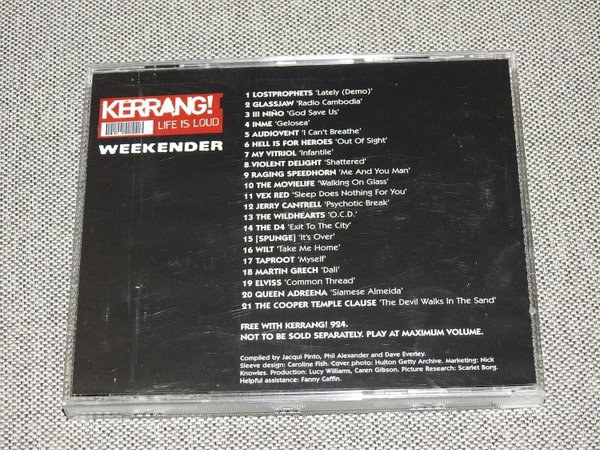 KERRANG!
LIFE IS LOUD
WEEKENDER
1 LOSTPROPHETS 'Lately (Demo)'
2 GLASSJAW 'Radio Cambodia'
3 III NIÑO 'God Save Us'
4 INME 'Gelosea'
5 AUDIOVENT 'I Can't Breathe'
6 HELL IS FOR HEROES 'Out Of Sight'
7 MY VITRIOL 'Infantile'
8 VIOLENT DELIGHT 'Shattered'
9 RAGING SPEEDHORN 'Me And You Man'
10 THE MOVIELIFE 'Walking On Glass'
11 VEX RED 'Sleep Does Nothing For You'
12 JERRY CANTRELL 'Psychotic Break'
13 THE WILDHEARTS 'O.C.D.'
14 THE D4 'Exit To The City'
15 [SPUNGE] 'It's Over'
16 WILT 'Take Me Home'
17 TAPROOT 'Myself'
18 MARTIN GRECH 'Dali'
19 ELVISS 'Common Thread'
20 QUEEN ADREENA 'Siamese Almeida'
21 THE COOPER TEMPLE CLAUSE 'The Devil Walks In The Sand'
FREE WITH KERRANG! 924.
NOT TO BE SOLD SEPARATELY. PLAY AT MAXIMUM VOLUME.
Compiled by Jacqui Pinto, Phil Alexander and Dave Everley.
Sleeve design: Caroline Fish. Cover photo: Hulton Getty Archive. Marketing: Nick
Knowles. Production: Lucy Williams, Caren Gibson. Picture Research: Scarlet Borg.
Helpful assistance: Fanny Caffin.